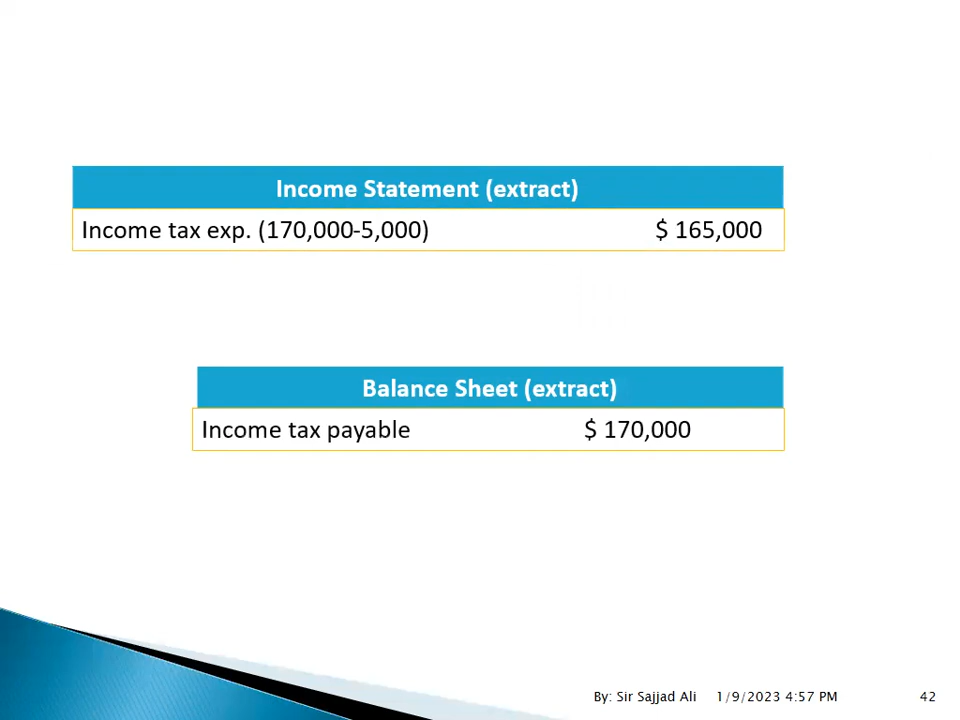 Income Statement (extract)
Income tax exp. (170,000-5,000) $ 165,000
Balance Sheet (extract)
Income tax payable $ 170,000
By: Sir Sajjad Ali 1/9/2023 4:57 PM 42